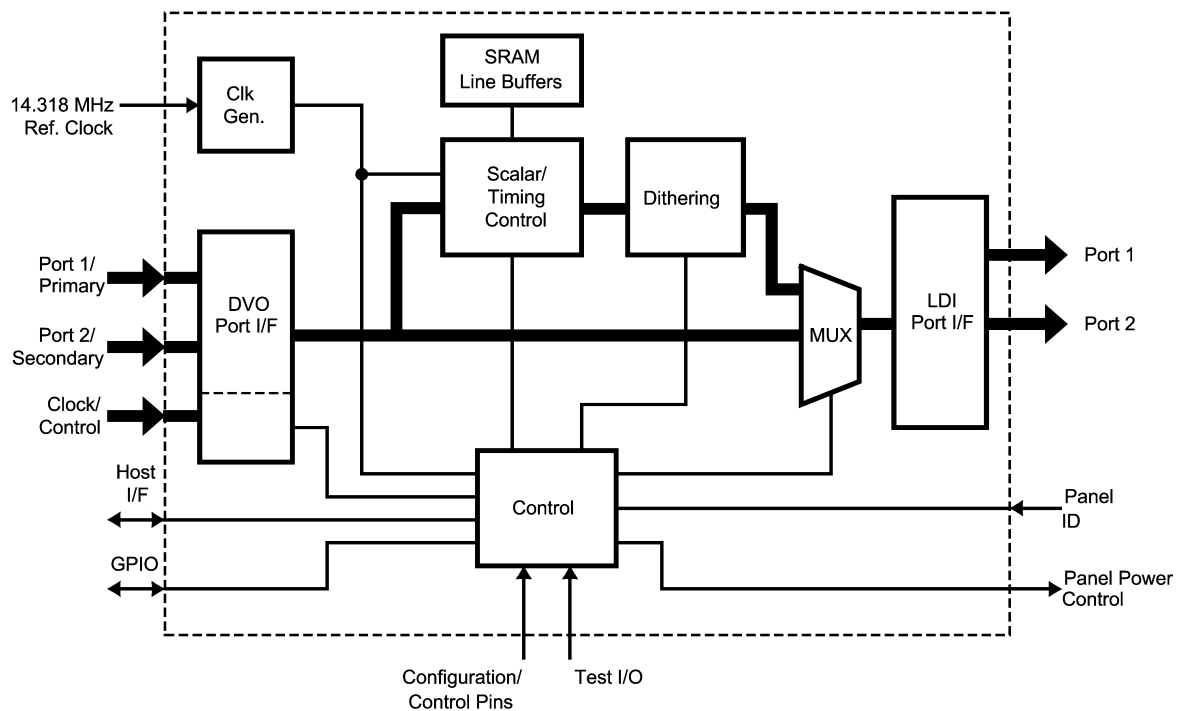 SRAM
Line Buffers
14.318 MHz
Ref. Clock
Clk
Gen.
Scalar/
Timing
Control
Dithering
Port 1/
Primary
DVO
Port I/F
Port 2/
Secondary
Clock/
Control
MUX
LDI
Port I/F
Port 1
Port 2
Host
I/F
Control
Panel
ID
GPIO
Panel Power
Control
Configuration/
Control Pins
Test I/O